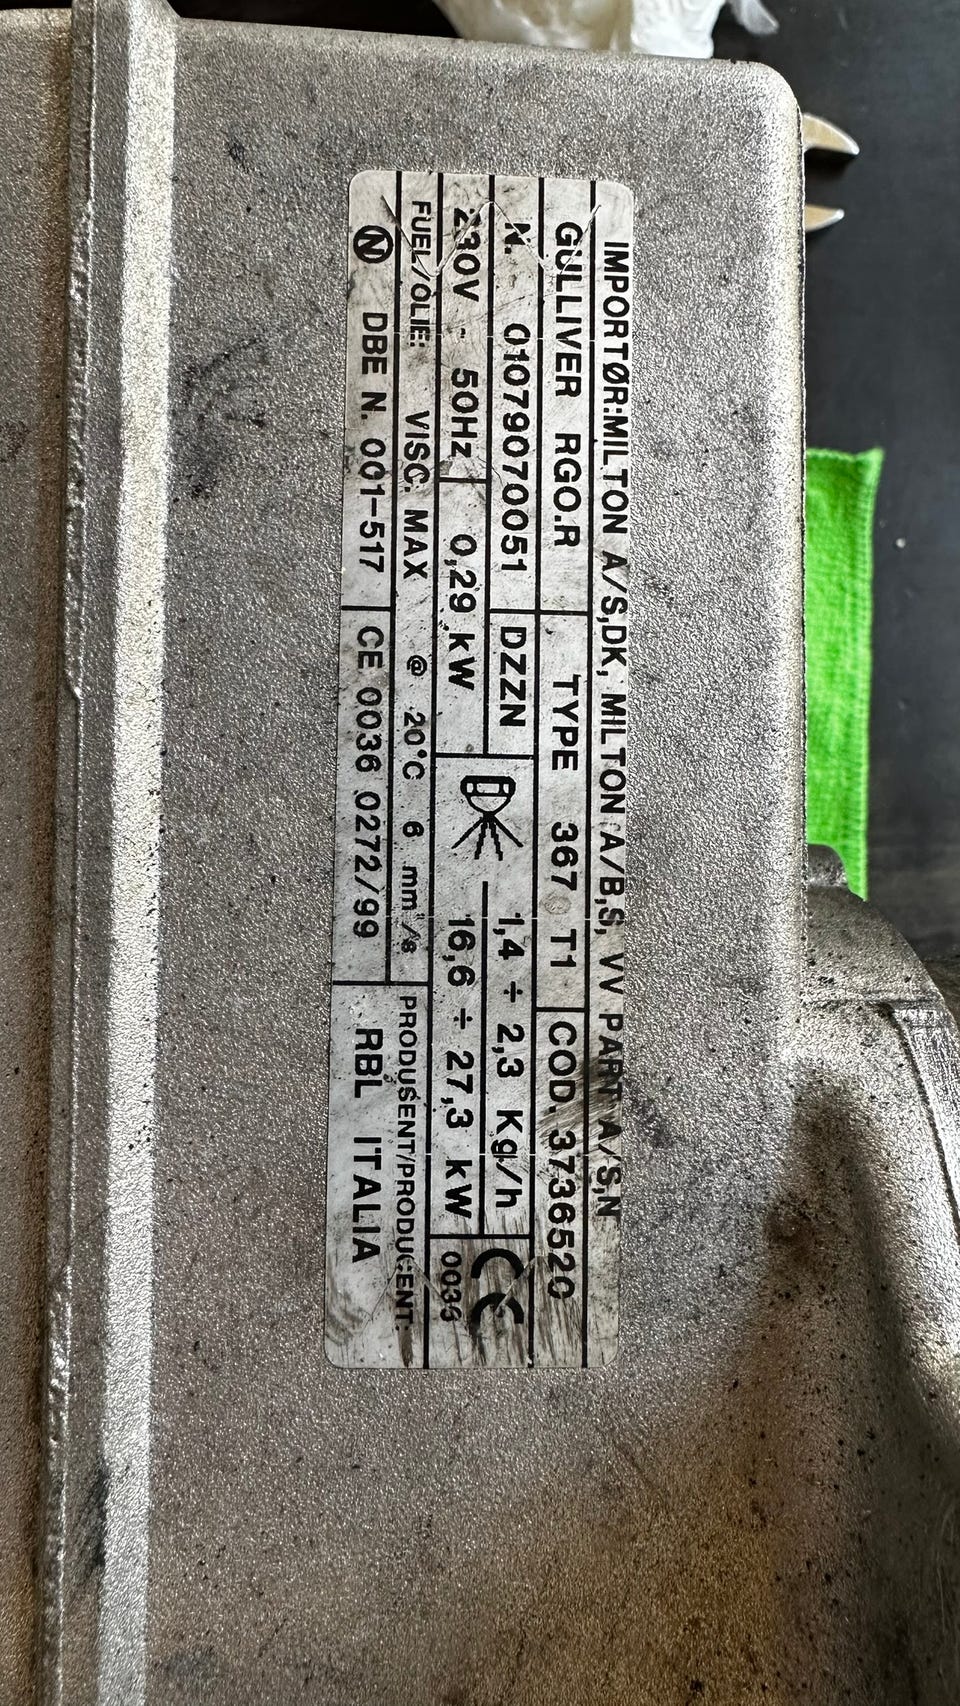 IMPORTØR:MILTON A/S,DK, MILTON A/B,S, VV PART A/S,N
GULLIVER RGO.R TYPE 367 T1 COD. 3736520
N. 01079070051 DZZN 1,4 ÷ 2,3 Kg/h CE
230V ~ 50Hz 0,29 kW 16,6 ÷ 27,3 kW 0036
FUEL/OLIE: VISC. MAX @ 20°C 6 mm²/s PRODUSENT/PRODUCENT:
N DBE N. 001-517 CE 0036 0272/99 RBL ITALIA